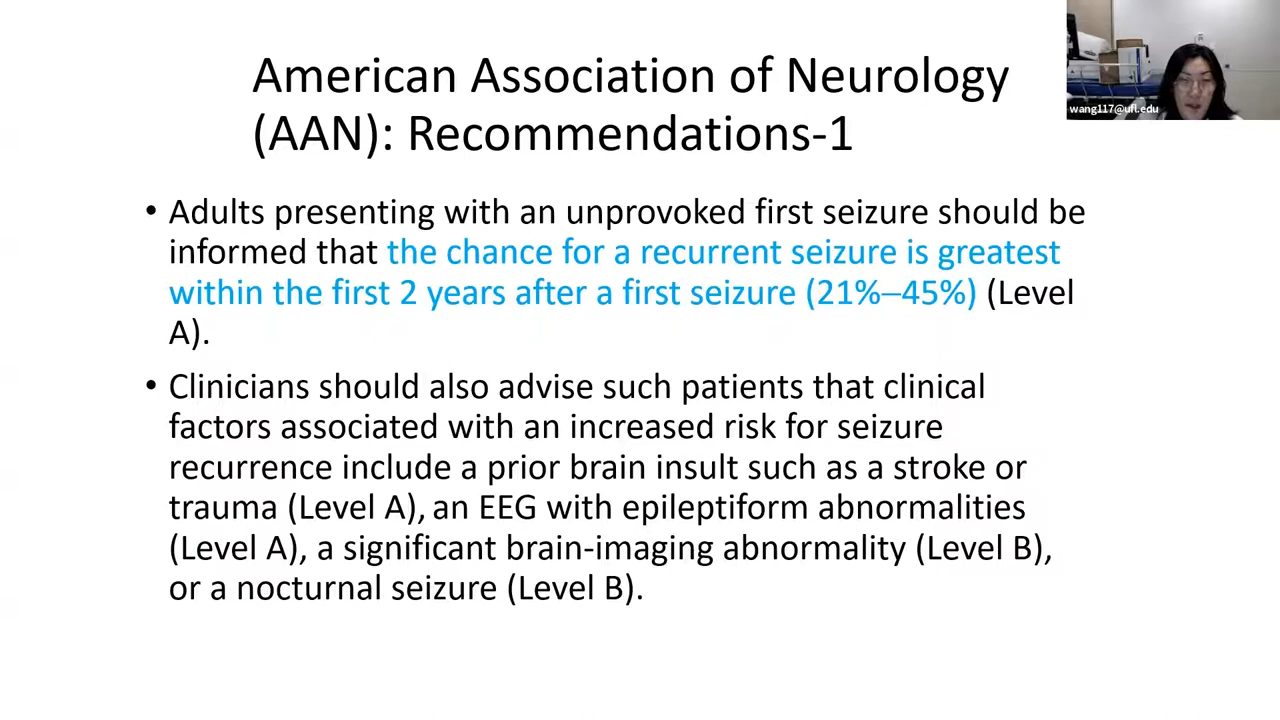 American Association of Neurology
(AAN): Recommendations-1
wang117@ufl.edu
• Adults presenting with an unprovoked first seizure should be
informed that the chance for a recurrent seizure is greatest
within the first 2 years after a first seizure (21%–45%) (Level
A).
• Clinicians should also advise such patients that clinical
factors associated with an increased risk for seizure
recurrence include a prior brain insult such as a stroke or
trauma (Level A), an EEG with epileptiform abnormalities
(Level A), a significant brain-imaging abnormality (Level B),
or a nocturnal seizure (Level B).